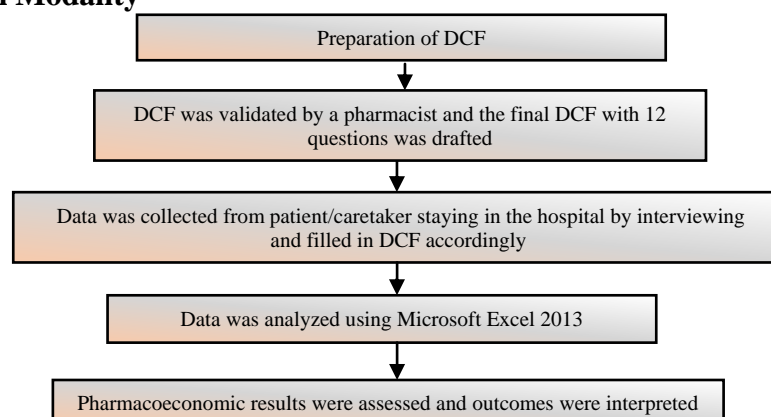 Modality
Preparation of DCF
DCF was validated by a pharmacist and the final DCF with 12
questions was drafted
Data was collected from patient/caretaker staying in the hospital by interviewing
and filled in DCF accordingly
Data was analyzed using Microsoft Excel 2013
Pharmacoeconomic results were assessed and outcomes were interpreted